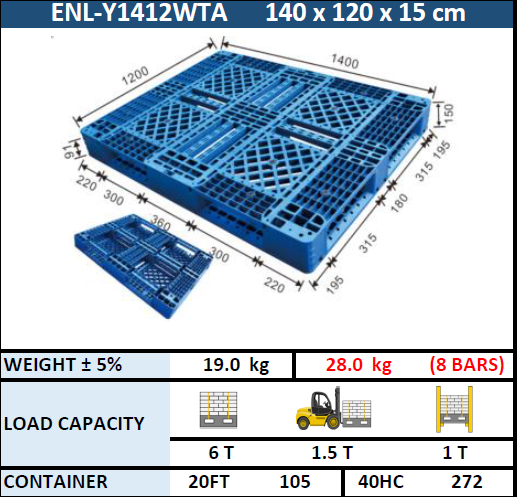 ENL-Y1412WTA 140 x 120 x 15 cm
1200
1400
150
195
315
180
315
195
91
220
300
360
300
220
WEIGHT ± 5% 19.0 kg 28.0 kg (8 BARS)
LOAD CAPACITY
6 T 1.5 T 1 T
CONTAINER 20FT 105 40HC 272